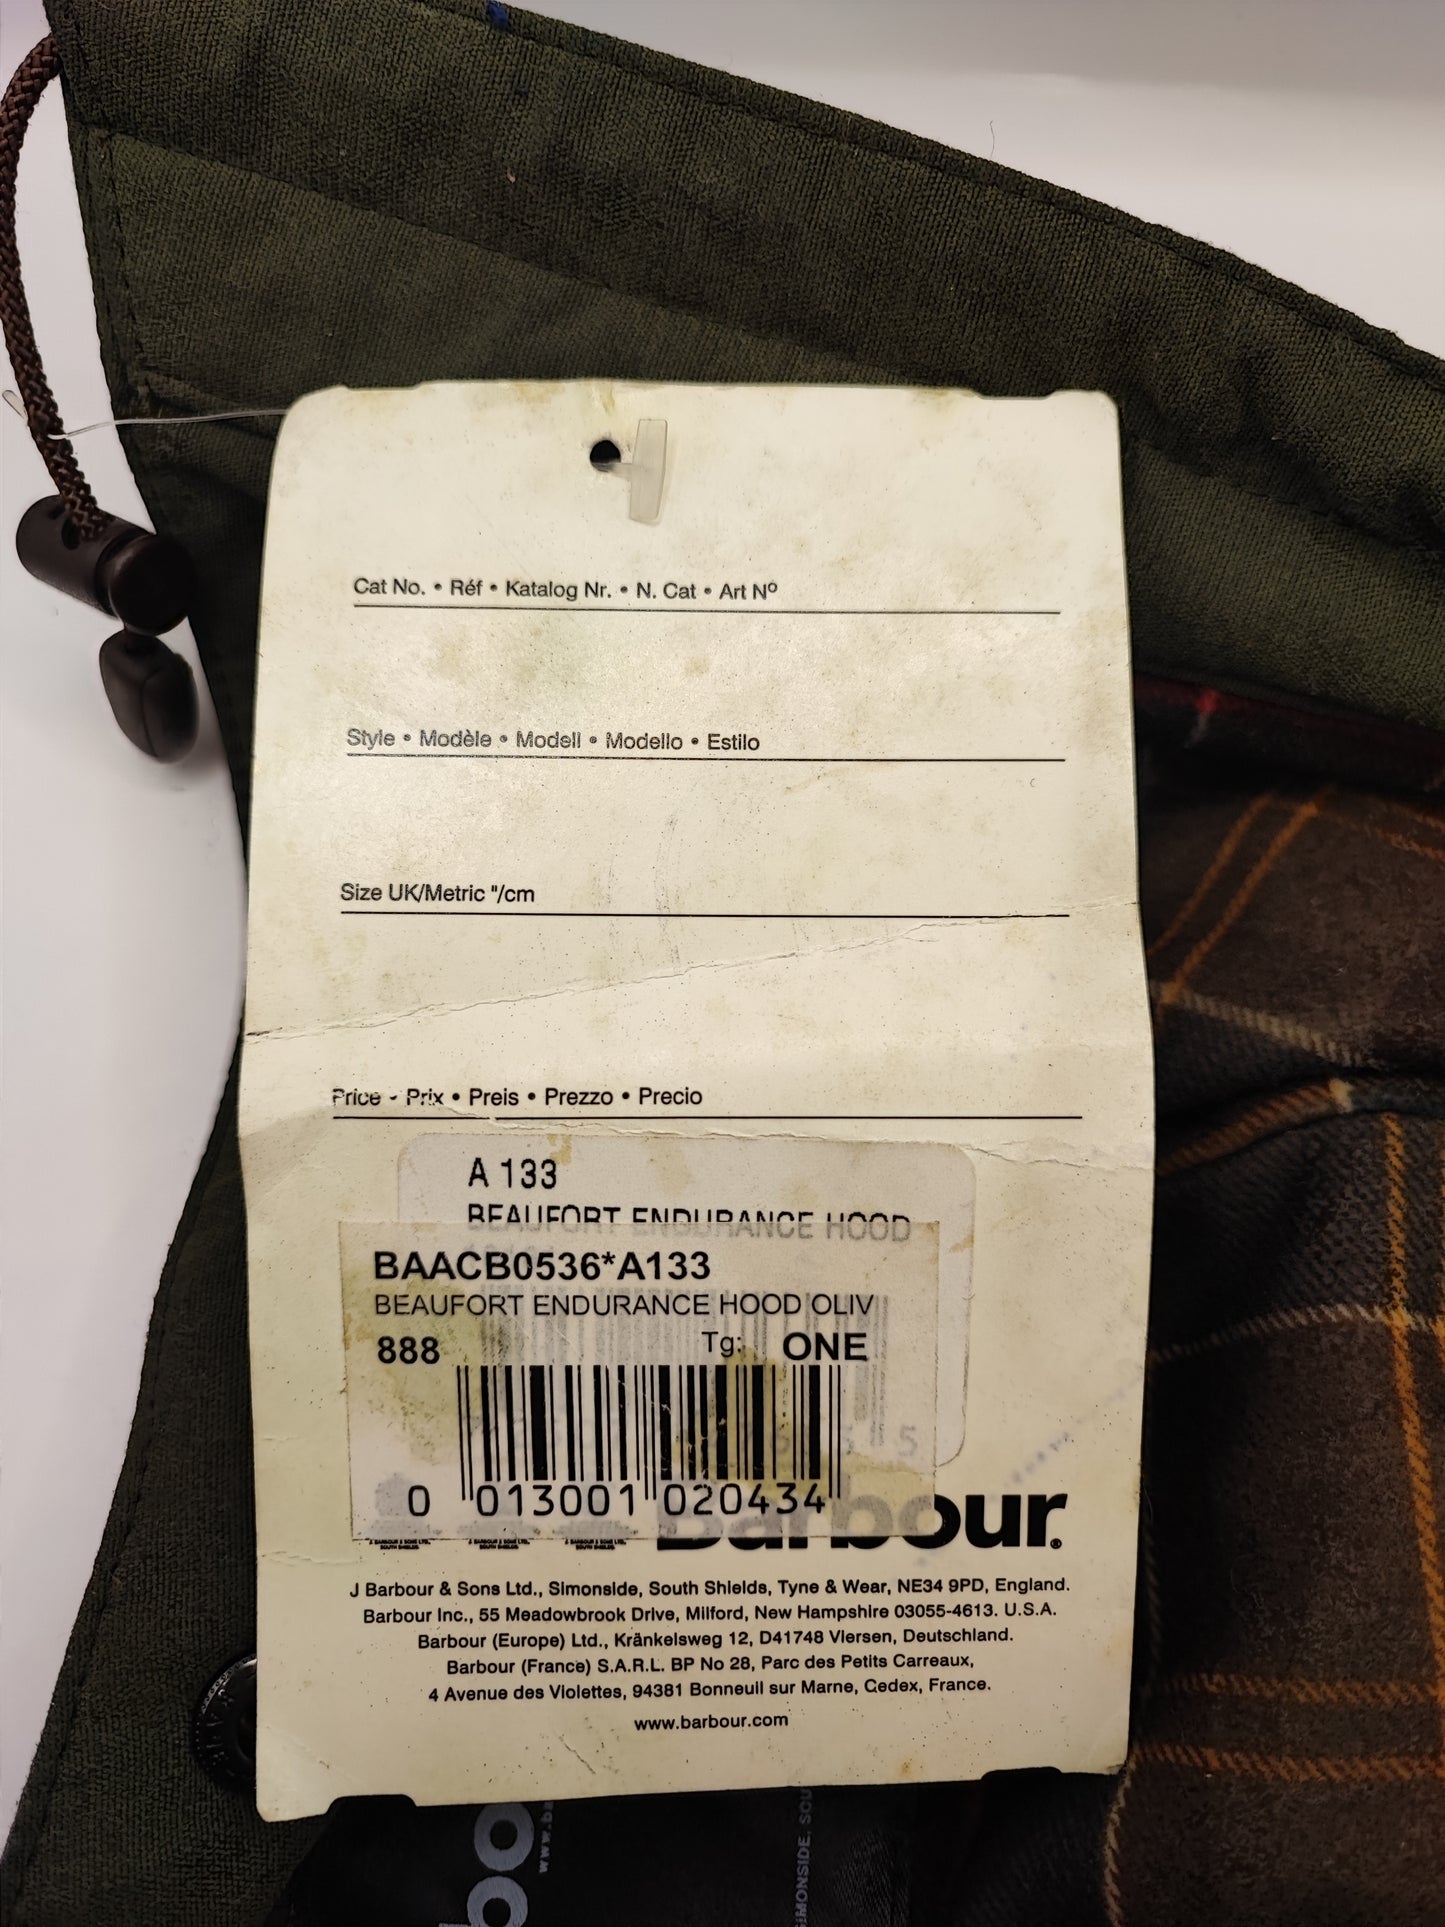 Cat No. • Réf • Katalog Nr. • N. Cat • Art Nº
Style • Modèle • Modell • Modello • Estilo
Size UK/Metric "/cm
Price - Prix • Preis • Prezzo • Precio
A 133
BEAUFORT ENDURANCE HOOD
BAACB0536*A133
BEAUFORT ENDURANCE HOOD OLIV
888 Tg: ONE
0 013001 020434
Barbour.
J Barbour & Sons Ltd., Simonside, South Shields, Tyne & Wear, NE34 9PD, England.
Barbour Inc., 55 Meadowbrook Drive, Milford, New Hampshire 03055-4613. U.S.A.
Barbour (Europe) Ltd., Kränkelsweg 12, D41748 Viersen, Deutschland.
Barbour (France) S.A.R.L. BP No 28, Parc des Petits Carreaux,
4 Avenue des Violettes, 94381 Bonneuil sur Marne, Cedex, France.
www.barbour.com